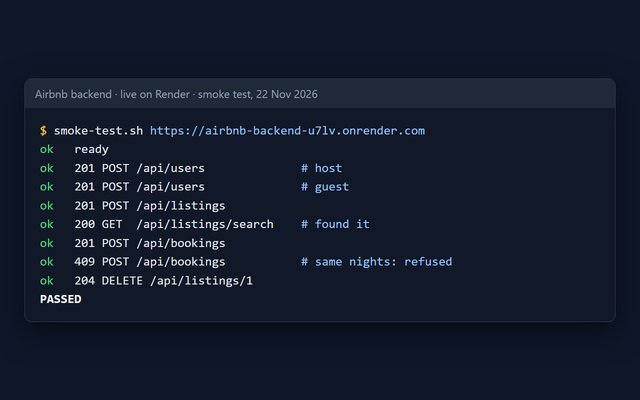 Airbnb backend · live on Render · smoke test, 22 Nov 2026
$ smoke-test.sh https://airbnb-backend-u7lv.onrender.com
ok   ready
ok   201 POST /api/users              # host
ok   201 POST /api/users              # guest
ok   201 POST /api/listings
ok   200 GET  /api/listings/search    # found it
ok   201 POST /api/bookings
ok   409 POST /api/bookings           # same nights: refused
ok   204 DELETE /api/listings/1
PASSED